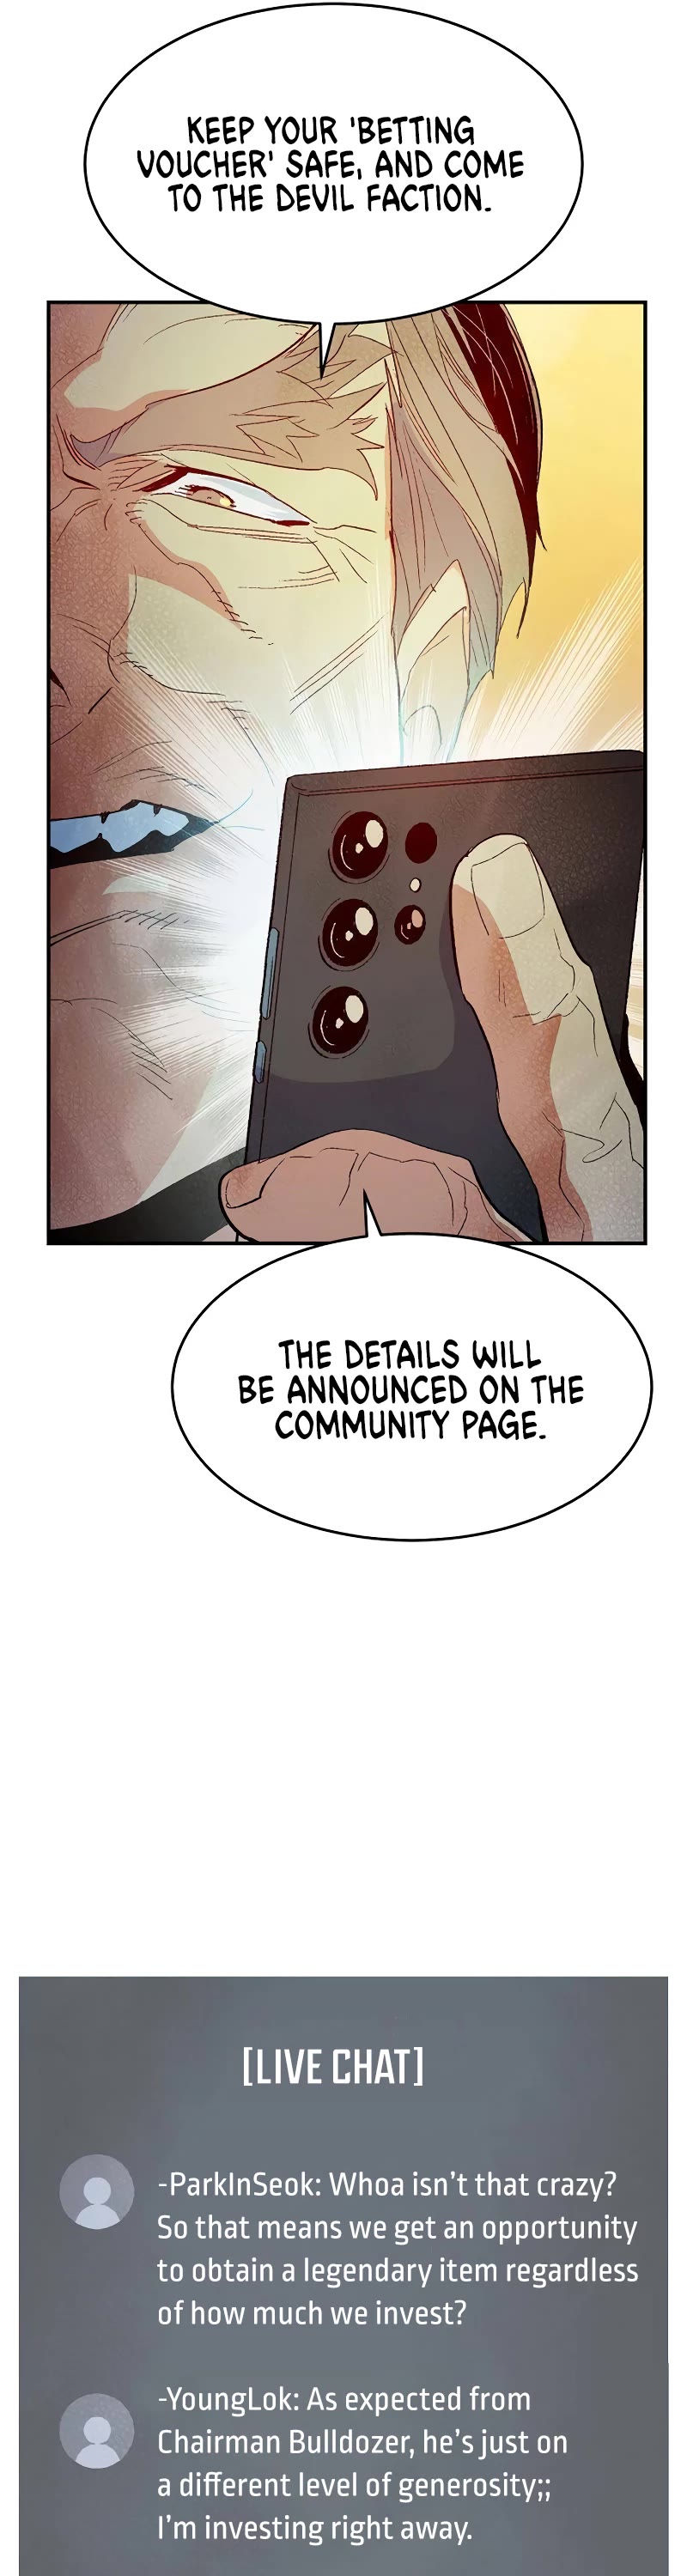 KEEP YOUR 'BETTING
VOUCHER' SAFE, AND COME
TO THE DEVIL FACTION.
THE DETAILS WILL
BE ANNOUNCED ON THE
COMMUNITY PAGE.
[LIVE CHAT]
-ParkInSeok: Whoa isn't that crazy?
So that means we get an opportunity
to obtain a legendary item regardless
of how much we invest?
-YoungLok: As expected from
Chairman Bulldozer, he's just on
a different level of generosity;;
I'm investing right away.